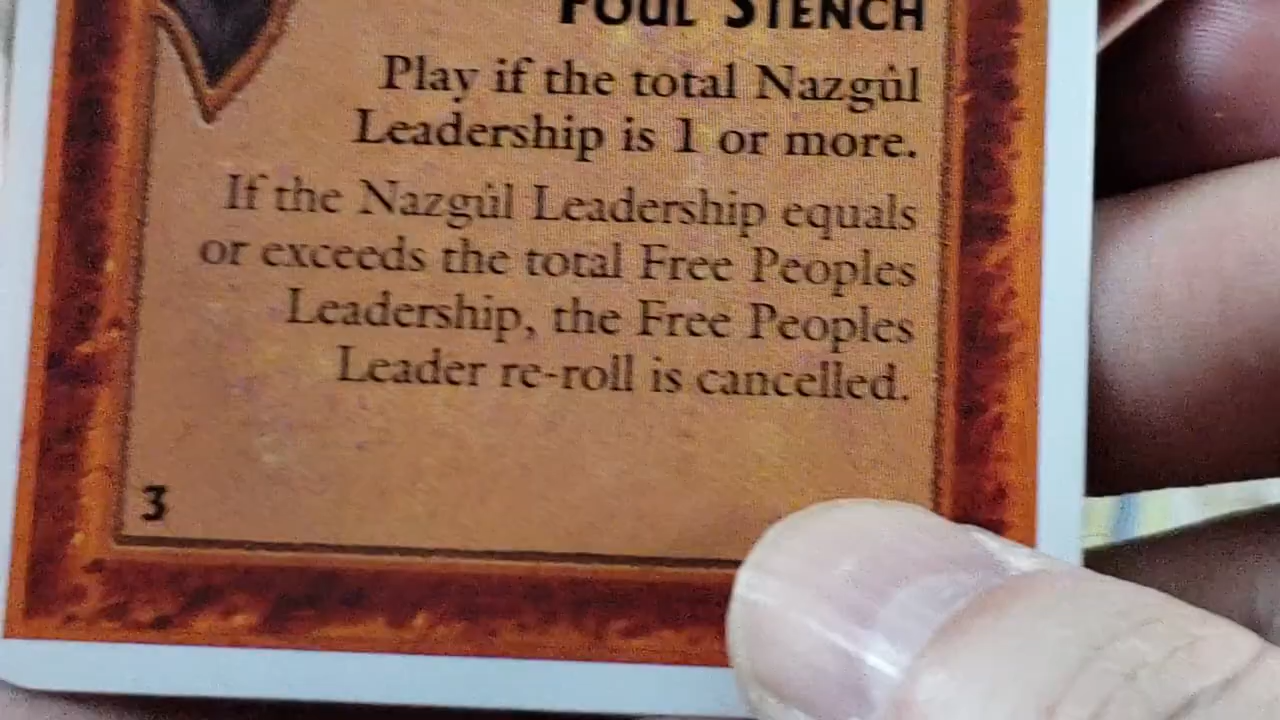 FOUL STENCH
Play if the total Nazgûl
Leadership is 1 or more.
If the Nazgûl Leadership equals
or exceeds the total Free Peoples
Leadership, the Free Peoples
Leader re-roll is cancelled.
3